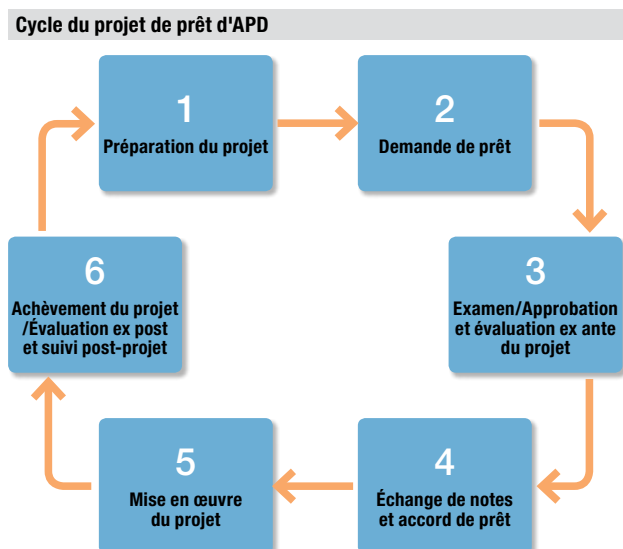 Cycle du projet de prêt d'APD
1
Préparation du projet
2
Demande de prêt
3
Examen/Approbation
et évaluation ex ante
du projet
4
Échange de notes
et accord de prêt
5
Mise en œuvre
du projet
6
Achèvement du projet
/Évaluation ex post
et suivi post-projet